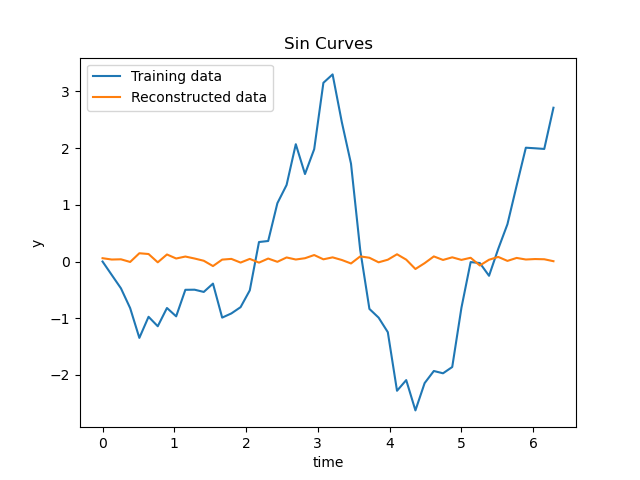 Sin Curves
Training data
Reconstructed data
3
2
1
0
−1
−2
y
0 1 2 3 4 5 6
time